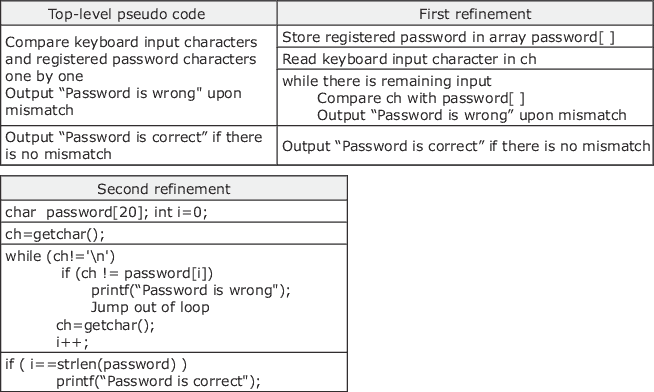 Top-level pseudo code
First refinement
Compare keyboard input characters
and registered password characters
one by one
Output “Password is wrong" upon
mismatch
Output “Password is correct” if there
is no mismatch
Store registered password in array password[ ]
Read keyboard input character in ch
while there is remaining input
Compare ch with password[ ]
Output “Password is wrong” upon mismatch
Output “Password is correct” if there is no mismatch
Second refinement
char  password[20]; int i=0;
ch=getchar();
while (ch!='\n')
if (ch != password[i])
printf(“Password is wrong");
Jump out of loop
ch=getchar();
i++;
if ( i==strlen(password) )
printf(“Password is correct");